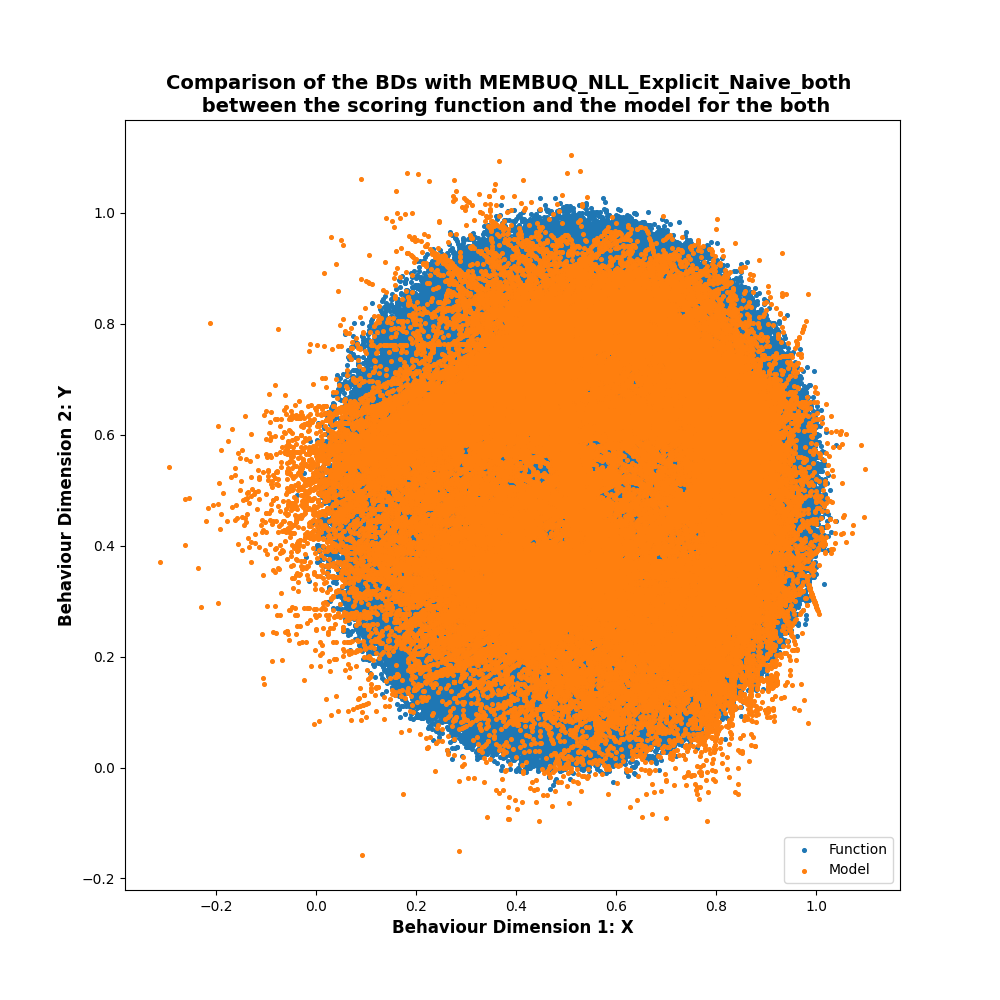 Comparison of the BDs with MEMBUQ_NLL_Explicit_Naive_both
between the scoring function and the model for the both
Behaviour Dimension 2: Y
1.0
0.8
0.6
0.4
0.2
0.0
−0.2
−0.2
0.0
0.2
0.4
0.6
0.8
1.0
Behaviour Dimension 1: X
Function
Model